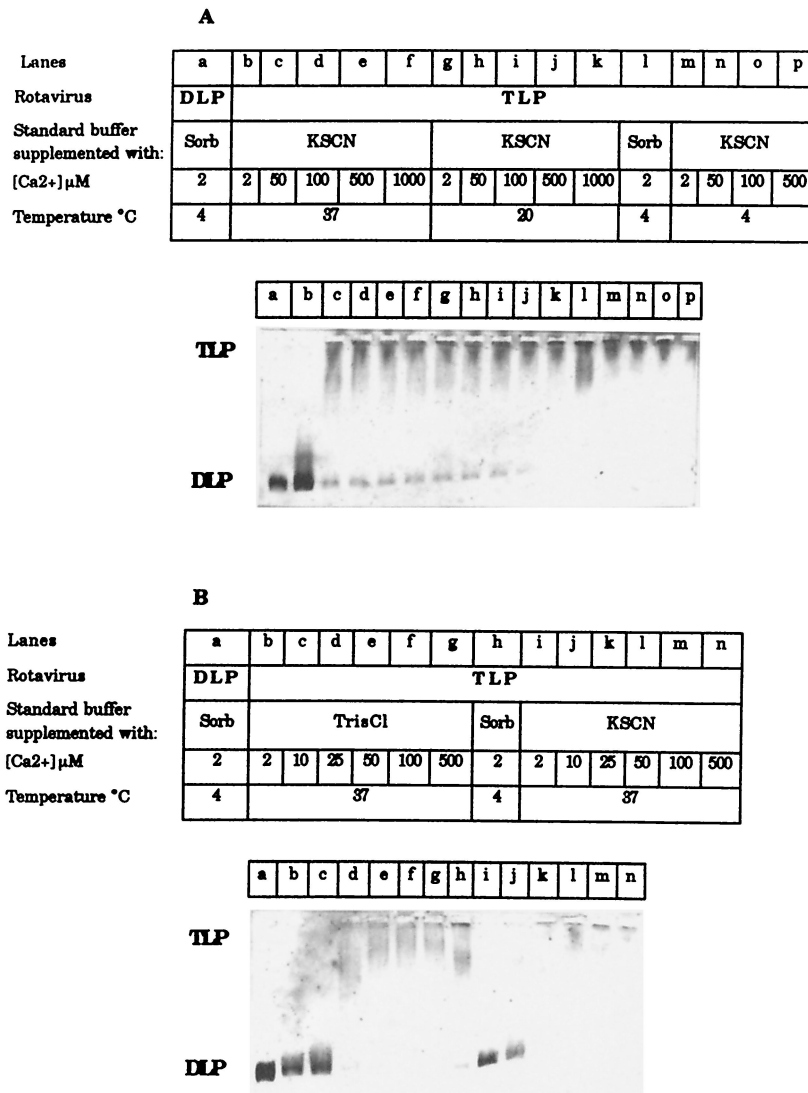 A
Lanes a b c d e f g h i j k l m n o p
Rotavirus DLP TLP
Standard buffer
supplemented with: Sorb KSCN KSCN Sorb KSCN
[Ca2+]µM 2 2 50 100 500 1000 2 50 100 500 1000 2 2 50 100 500
Temperature °C 4 37 20 4 4
a b c d e f g h i j k l m n o p
TLP
DLP
B
Lanes a b c d e f g h i j k l m n
Rotavirus DLP TLP
Standard buffer
supplemented with: Sorb TrisCl Sorb KSCN
[Ca2+]µM 2 2 10 25 50 100 500 2 2 10 25 50 100 500
Temperature °C 4 37 4 37
a b c d e f g h i j k l m n
TLP
DLP